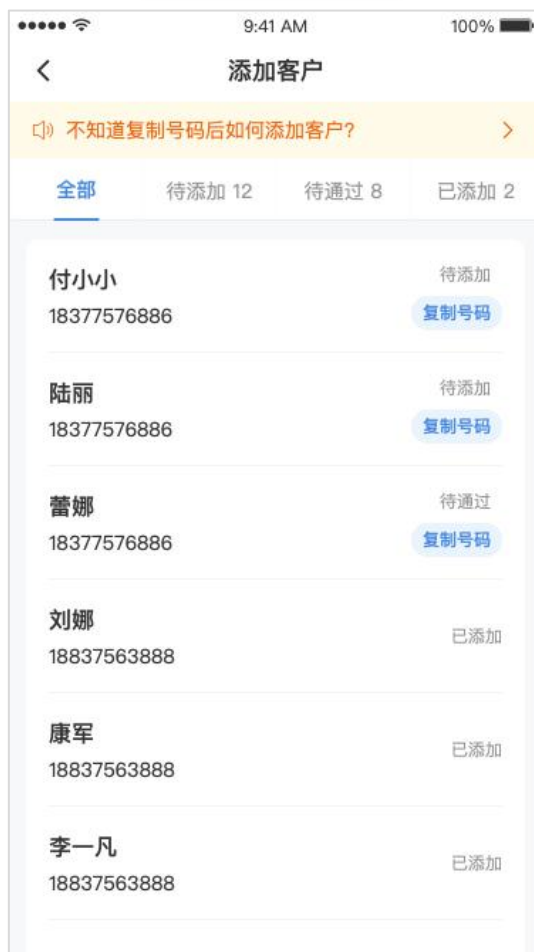 9:41 AM 100%
添加客户
不知道复制号码后如何添加客户?
全部 待添加 12 待通过 8 已添加 2
付小小 待添加
18377576886 复制号码
陆丽 待添加
18377576886 复制号码
蕾娜 待通过
18377576886 复制号码
刘娜
18837563888 已添加
康军
18837563888 已添加
李一凡
18837563888 已添加